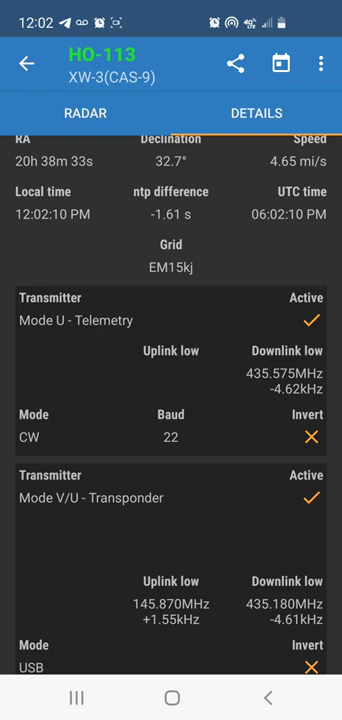 12:02
4G
HO-113
XW-3(CAS-9)
RADAR DETAILS
RA Declination Speed
20h 38m 33s 32.7° 4.65 mi/s
Local time ntp difference UTC time
12:02:10 PM -1.61 s 06:02:10 PM
Grid
EM15kj
Transmitter Active
Mode U - Telemetry
Uplink low Downlink low
435.575MHz
-4.62kHz
Mode Baud Invert
CW 22
Transmitter Active
Mode V/U - Transponder
Uplink low Downlink low
145.870MHz 435.180MHz
+1.55kHz -4.61kHz
Mode Invert
USB